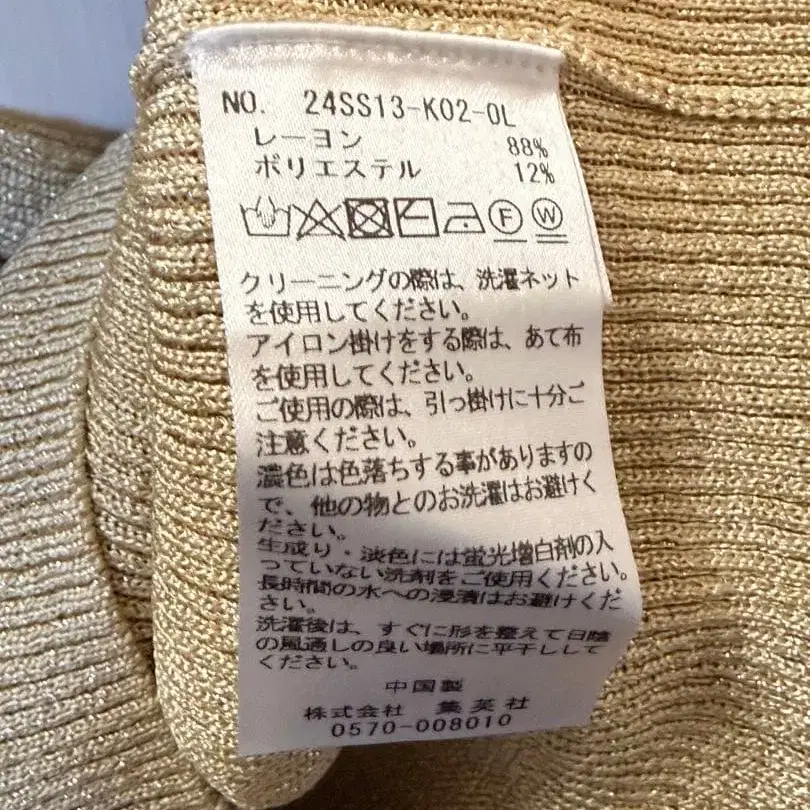 NO. 24SS13-K02-OL
レーヨン 88%
ポリエステル 12%
F W
クリーニングの際は、洗濯ネット
を使用してください。
アイロン掛けをする際は、あて布
を使用してください。
ご使用の際は、引っ掛けに十分ご
注意ください。
濃色は色落ちする事がありますの
で、他の物とのお洗濯はお避けく
ださい。
生成り・淡色には蛍光増白剤の入
っていない洗剤をご使用ください。
長時間の水への浸漬はお避けくだ
さい。
洗濯後は、すぐに形を整えて日陰
の風通しの良い場所に平干しして
ください。
中国製
株式会社 集英社
0570-008010